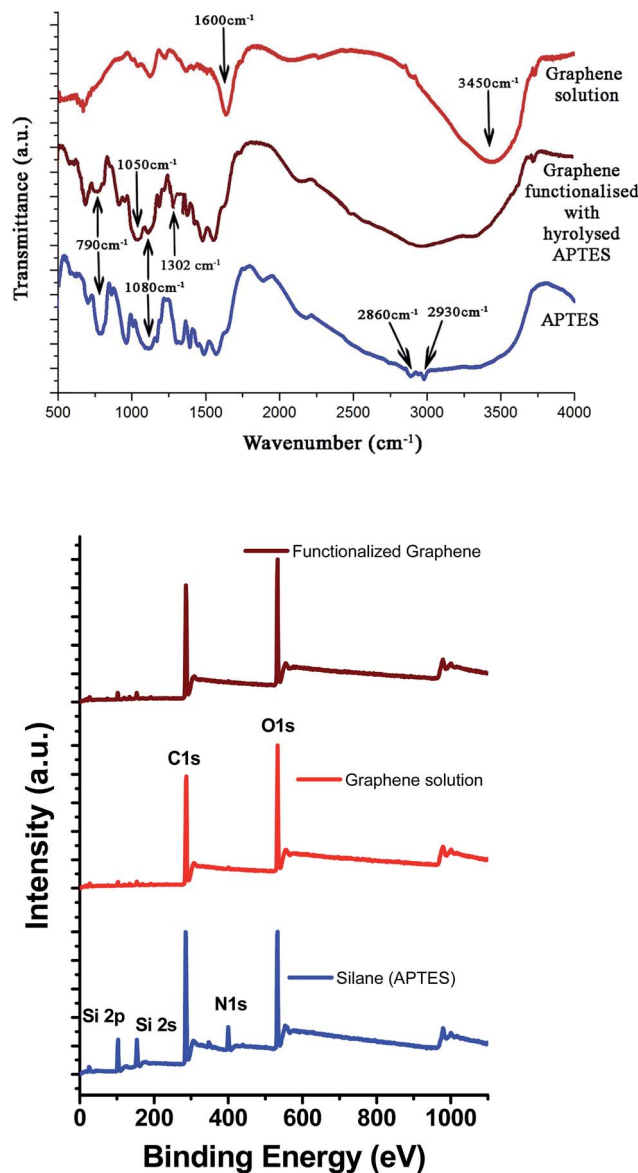 1600cm-1
3450cm-1
Graphene
solution
1050cm-1
790cm-1
1080cm-1
1302 cm-1
Graphene
functionalised
with
hyrolysed
APTES
2860cm-1
2930cm-1
APTES
Transmittance (a.u.)
500 1000 1500 2000 2500 3000 3500 4000
Wavenumber (cm-1)
Functionalized Graphene
C1s
O1s
Graphene solution
Silane (APTES)
Si 2p
Si 2s
N1s
Intensity (a.u.)
0 200 400 600 800 1000
Binding Energy (eV)